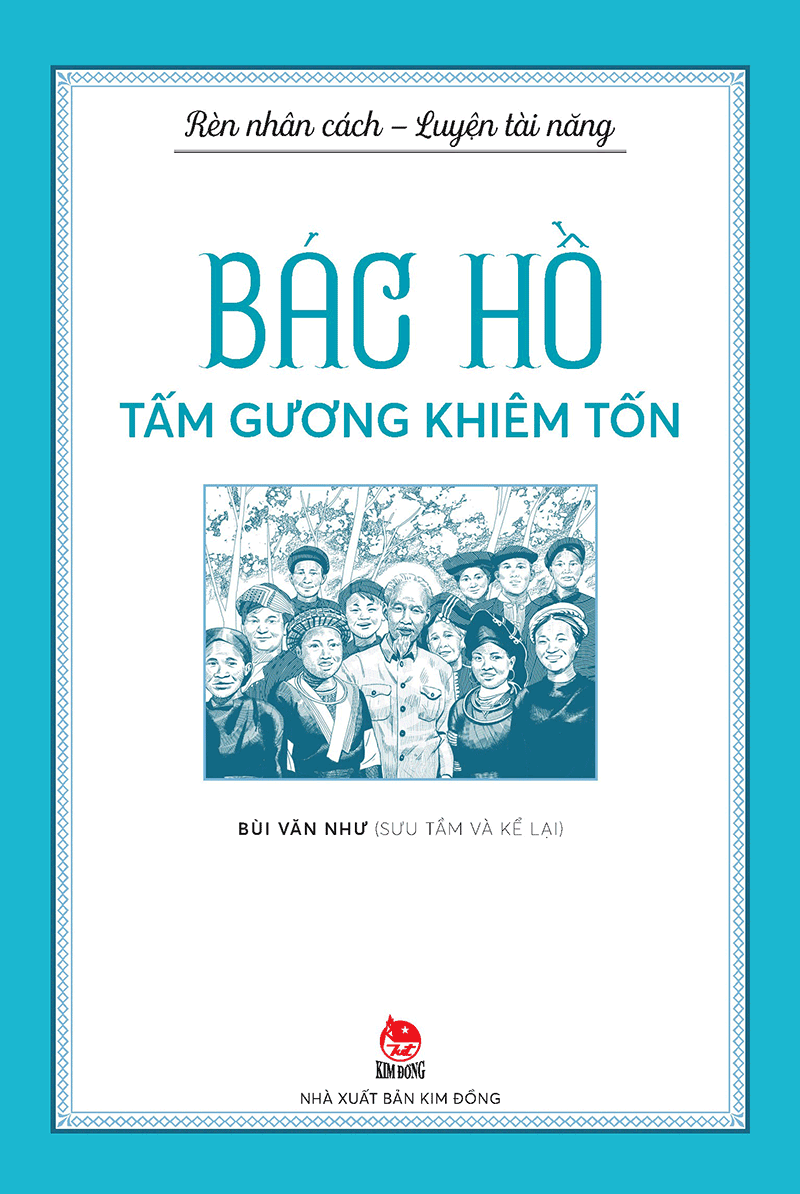 Rèn nhân cách – Luyện tài năng
BÁC HỒ
TẤM GƯƠNG KHIÊM TỐN
BÙI VĂN NHƯ (SƯU TẦM VÀ KỂ LẠI)
KIM ĐỒNG
NHÀ XUẤT BẢN KIM ĐỒNG